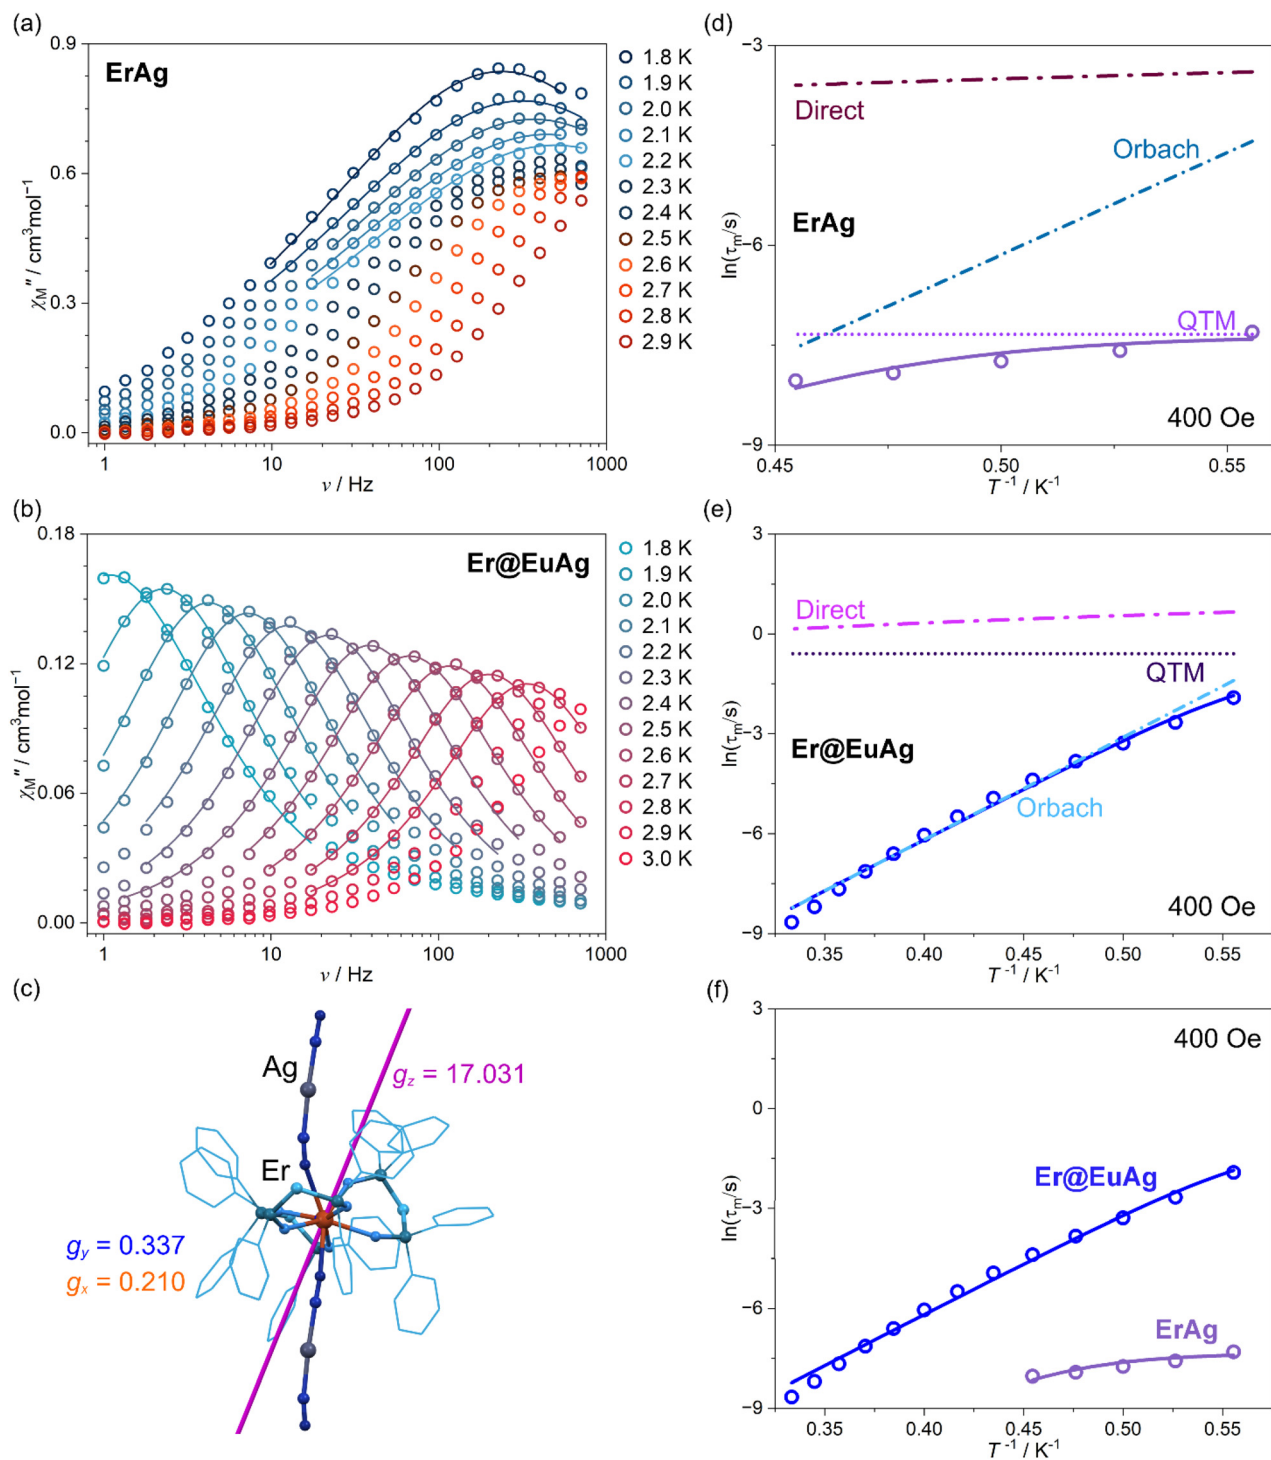 (a)
ErAg
0.9
0.6
0.3
0.0
χM″ / cm³mol⁻¹
1
10
100
1000
ν / Hz
1.8 K
1.9 K
2.0 K
2.1 K
2.2 K
2.3 K
2.4 K
2.5 K
2.6 K
2.7 K
2.8 K
2.9 K
(d)
−3
−6
−9
ln(τm/s)
Direct
Orbach
ErAg
QTM
400 Oe
0.45
0.50
0.55
T⁻¹ / K⁻¹
(b)
Er@EuAg
0.18
0.12
0.06
0.00
χM″ / cm³mol⁻¹
1
10
100
1000
ν / Hz
1.8 K
1.9 K
2.0 K
2.1 K
2.2 K
2.3 K
2.4 K
2.5 K
2.6 K
2.7 K
2.8 K
2.9 K
3.0 K
(e)
3
0
−3
−6
−9
ln(τm/s)
Direct
QTM
Er@EuAg
Orbach
400 Oe
0.35
0.40
0.45
0.50
0.55
T⁻¹ / K⁻¹
(c)
Ag
gz = 17.031
Er
gy = 0.337
gx = 0.210
(f)
400 Oe
3
0
−3
−6
−9
ln(τm/s)
Er@EuAg
ErAg
0.35
0.40
0.45
0.50
0.55
T⁻¹ / K⁻¹